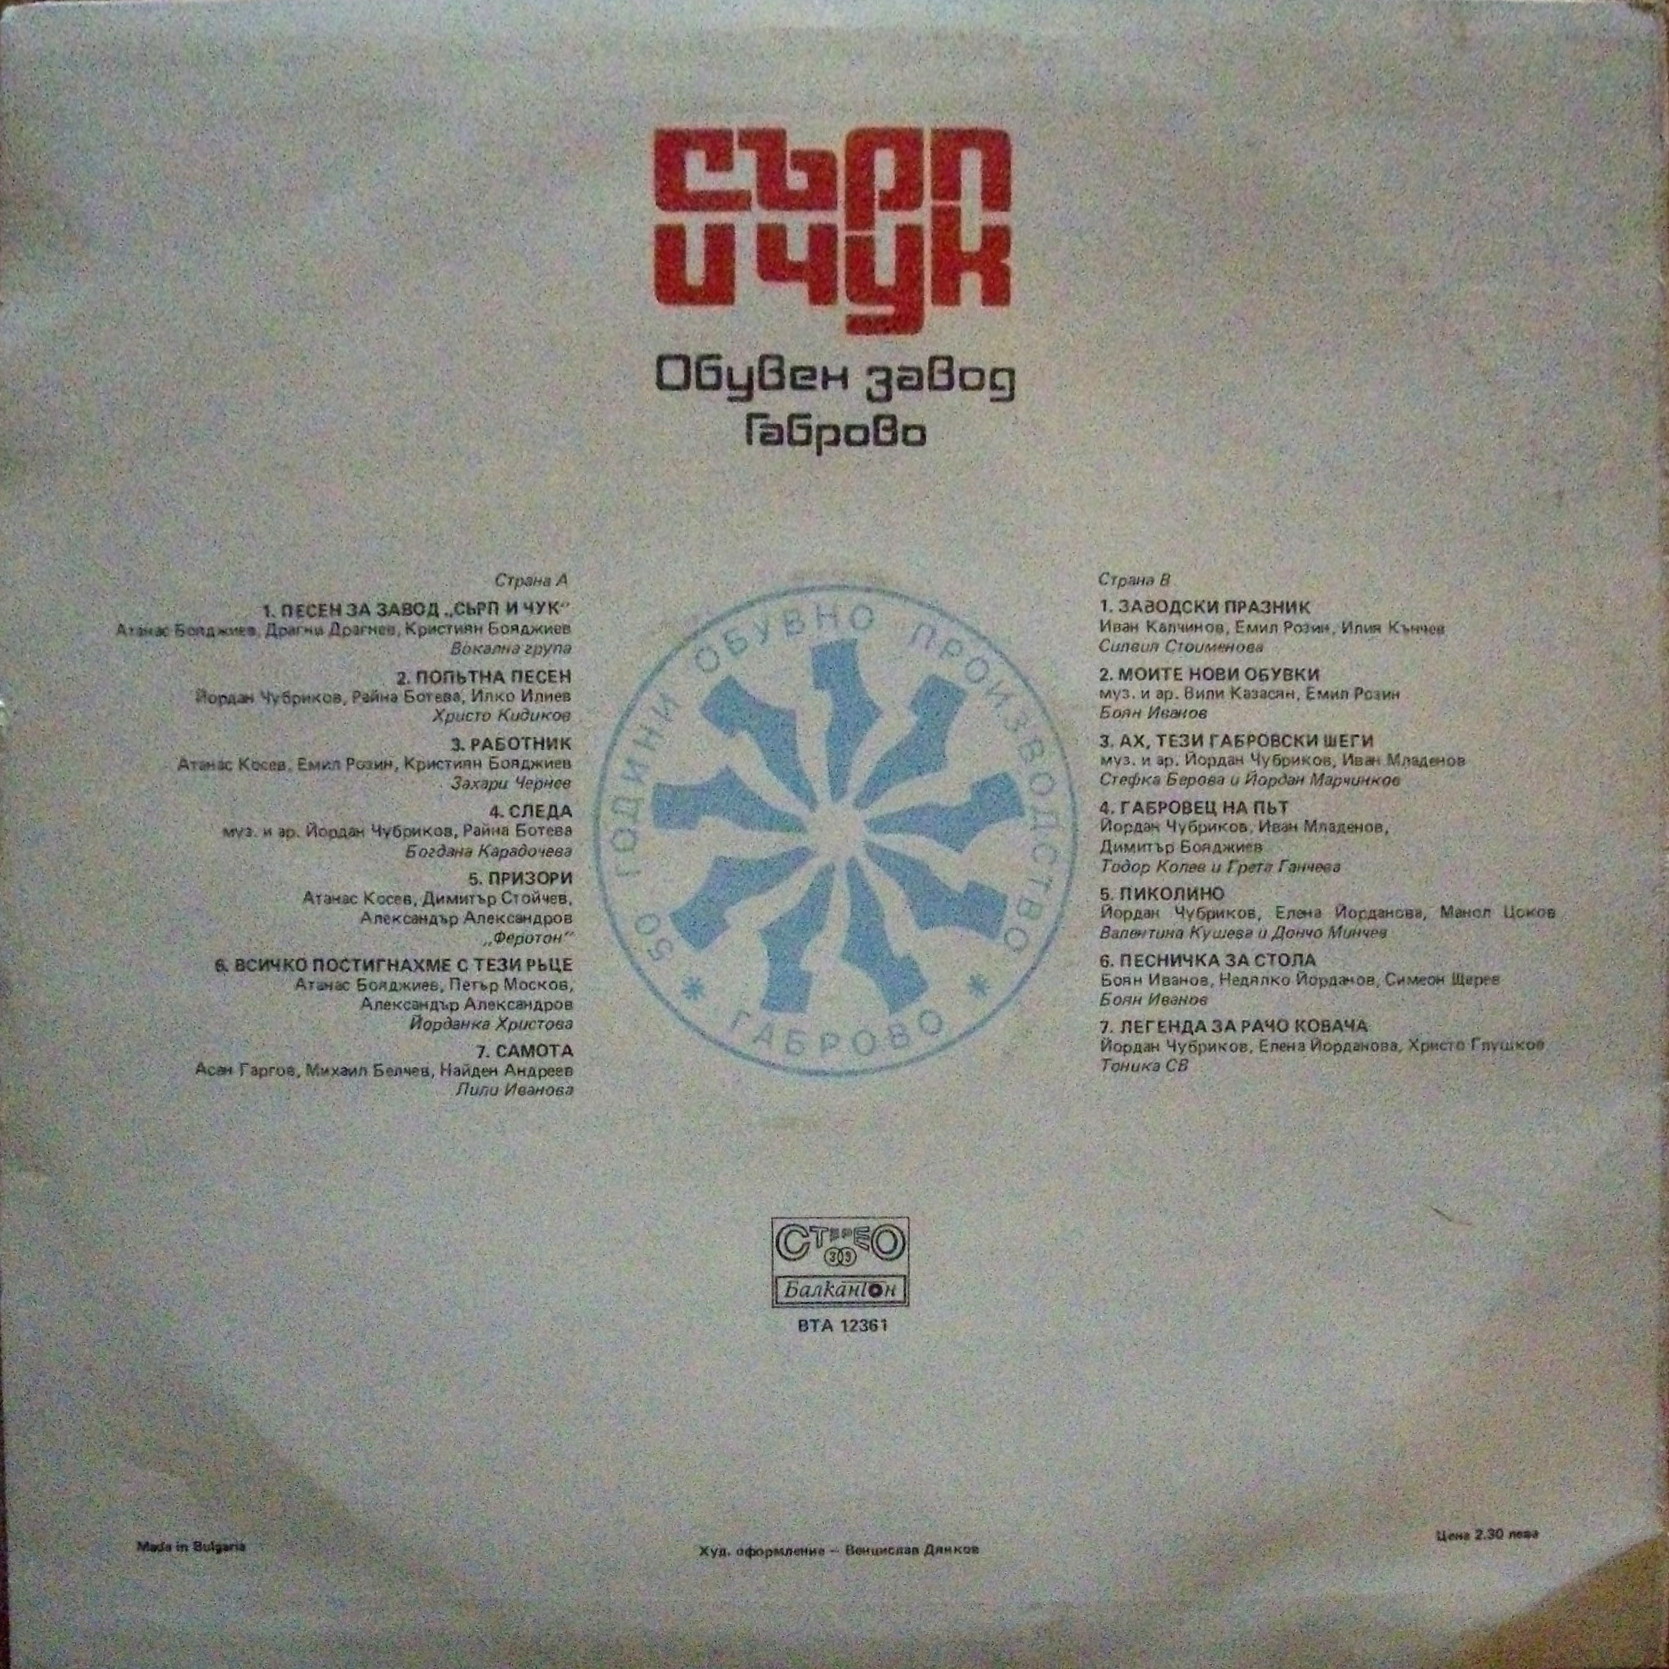 сърп
и чук
Обувен завод
Габрово
Страна А
1. ПЕСЕН ЗА ЗАВОД „СЪРП И ЧУК“
Атанас Бояджиев, Драгни Драгнев, Кристиян Бояджиев
Вокална група
2. ПОПЪТНА ПЕСЕН
Йордан Чубриков, Райна Ботева, Илко Илиев
Христо Кидиков
3. РАБОТНИК
Атанас Косев, Емил Розин, Кристиян Бояджиев
Захари Чернев
4. СЛЕДА
муз. и ар. Йордан Чубриков, Райна Ботева
Богдана Карадочева
5. ПРИЗОРИ
Атанас Косев, Димитър Стойчев,
Александър Александров
„Феротон“
6. ВСИЧКО ПОСТИГНАХМЕ С ТЕЗИ РЪЦЕ
Атанас Бояджиев, Петър Москов,
Александър Александров
Йорданка Христова
7. САМОТА
Асен Гаргов, Михаил Белчев, Найден Андреев
Лили Иванова
50 ГОДИНИ ОБУВНО ПРОИЗВОДСТВО
* ГАБРОВО *
Страна В
1. ЗАВОДСКИ ПРАЗНИК
Иван Капчинов, Емил Розин, Илия Кънчев
Силвия Стоименова
2. МОИТЕ НОВИ ОБУВКИ
муз. и ар. Вили Казасян, Емил Розин
Боян Иванов
3. АХ, ТЕЗИ ГАБРОВСКИ ШЕГИ
муз. и ар. Йордан Чубриков, Иван Младенов
Стефка Берова и Йордан Марчинков
4. ГАБРОВЕЦ НА ПЪТ
Йордан Чубриков, Иван Младенов,
Димитър Бояджиев
Тодор Колев и Грета Ганчева
5. ПИКОЛИНО
Йордан Чубриков, Елена Йорданова, Манол Цоков
Валентина Кушева и Дончо Минчев
6. ПЕСНИЧКА ЗА СТОЛА
Боян Иванов, Недялко Йорданов, Симеон Щерев
Боян Иванов
7. ЛЕГЕНДА ЗА РАЧО КОВАЧА
Йордан Чубриков, Елена Йорданова, Христо Глушков
Тоника СВ
СТЕРЕО
Балкантон
ВТА 12361
Made in Bulgaria
Худ. оформление – Венцислав Дянков
Цена 2.30 лева